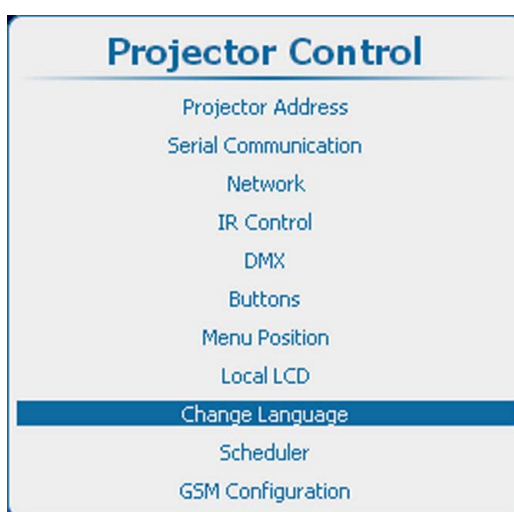 Projector Control
Projector Address
Serial Communication
Network
IR Control
DMX
Buttons
Menu Position
Local LCD
Change Language
Scheduler
GSM Configuration